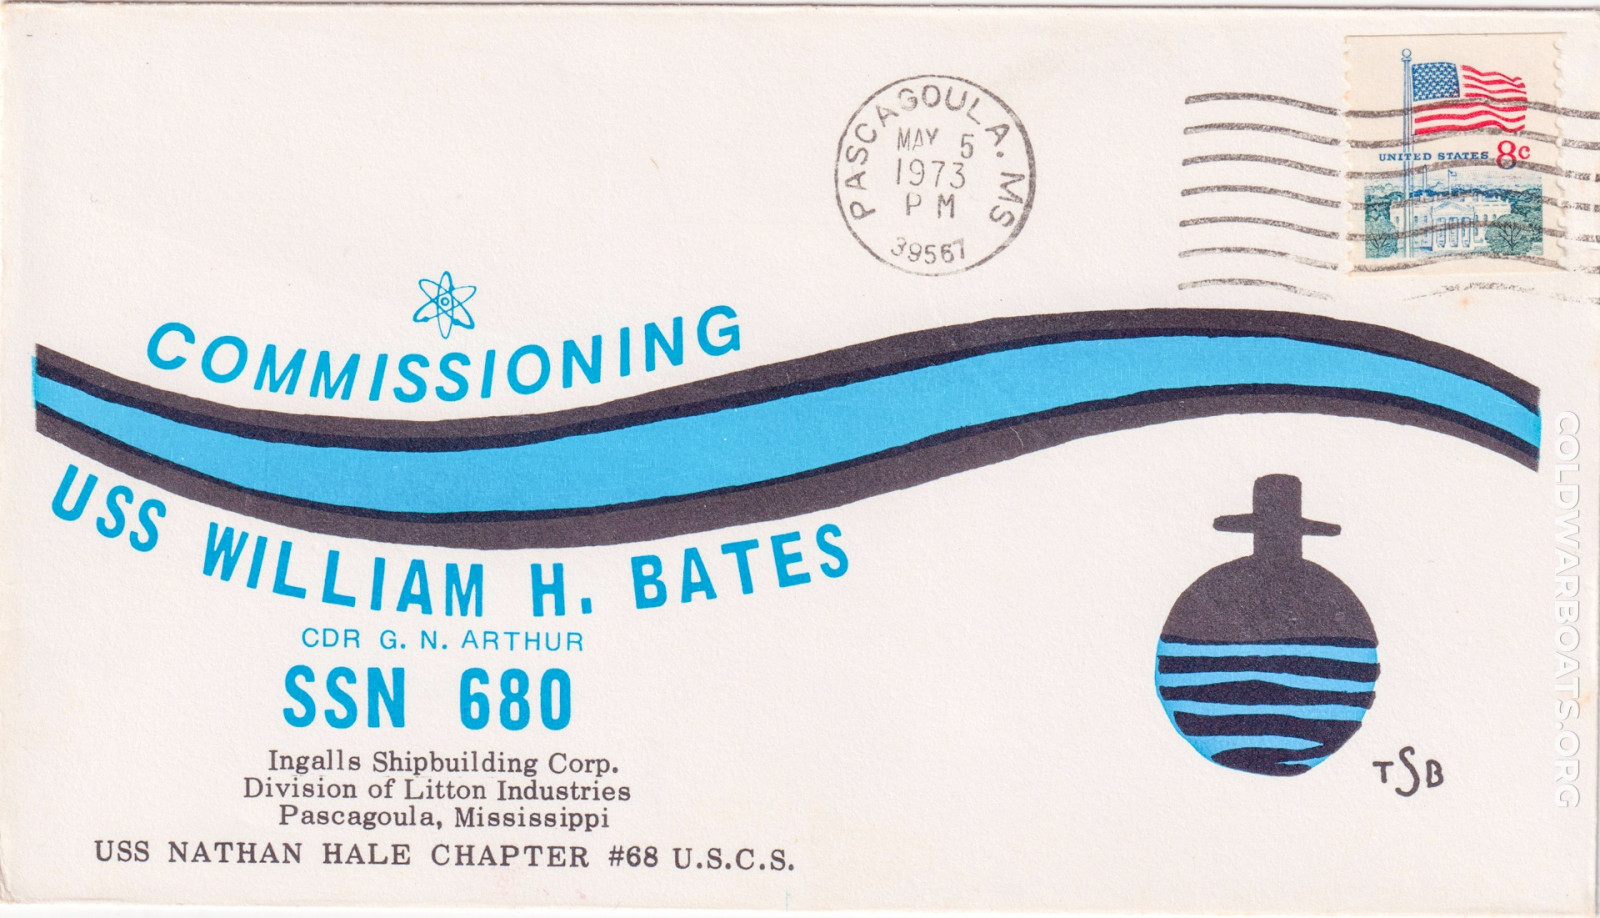 PASCAGOULA. MS
MAY 5
1973
PM
39567
UNITED STATES 8c
COMMISSIONING
USS WILLIAM H. BATES
CDR G. N. ARTHUR
SSN 680
Ingalls Shipbuilding Corp.
Division of Litton Industries
Pascagoula, Mississippi
USS NATHAN HALE CHAPTER #68 U.S.C.S.
TSB
COLDWARBOATS.ORG